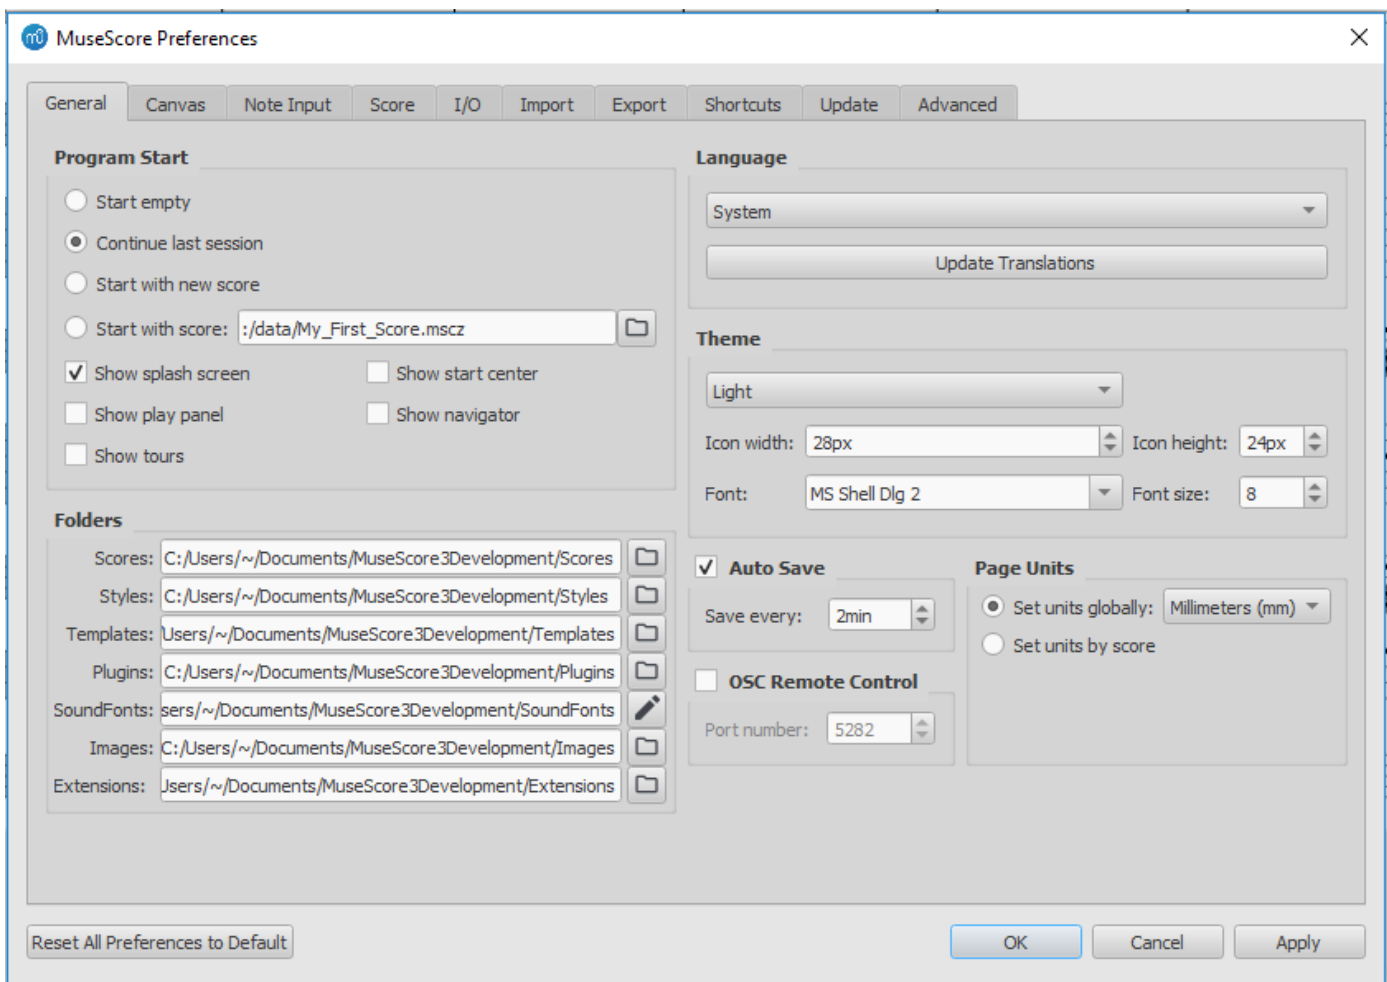 MuseScore Preferences
General Canvas Note Input Score I/O Import Export Shortcuts Update Advanced
Program Start
Start empty
Continue last session
Start with new score
Start with score: :/data/My_First_Score.mscz
Show splash screen Show start center
Show play panel Show navigator
Show tours
Folders
Scores: C:/Users/~/Documents/MuseScore3Development/Scores
Styles: C:/Users/~/Documents/MuseScore3Development/Styles
Templates: Users/~/Documents/MuseScore3Development/Templates
Plugins: C:/Users/~/Documents/MuseScore3Development/Plugins
SoundFonts: sers/~/Documents/MuseScore3Development/SoundFonts
Images: C:/Users/~/Documents/MuseScore3Development/Images
Extensions: Users/~/Documents/MuseScore3Development/Extensions
Language
System
Update Translations
Theme
Light
Icon width: 28px Icon height: 24px
Font: MS Shell Dlg 2 Font size: 8
Auto Save
Save every: 2min
OSC Remote Control
Port number: 5282
Page Units
Set units globally: Millimeters (mm)
Set units by score
Reset All Preferences to Default OK Cancel Apply